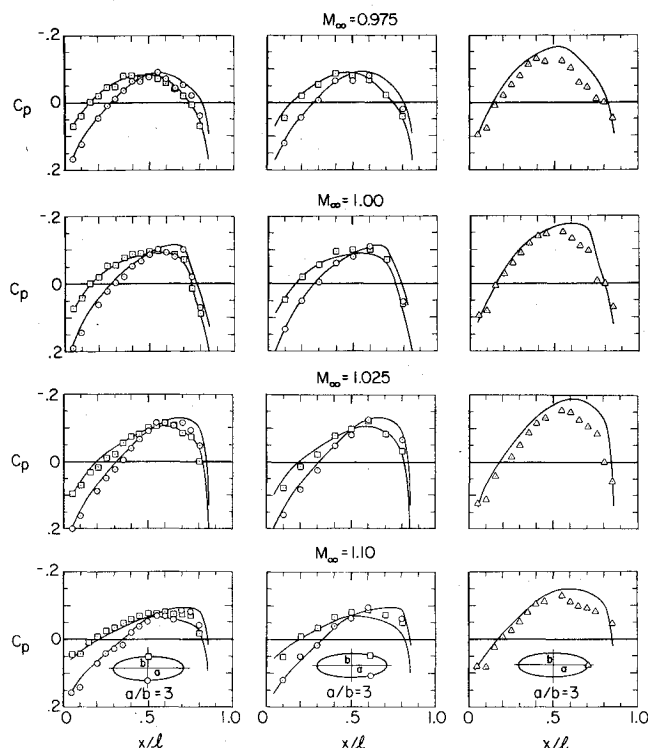 M∞ = 0.975
-.2
Cp 0
.2
M∞ = 1.00
-.2
Cp 0
.2
M∞ = 1.025
-.2
Cp 0
.2
M∞ = 1.10
-.2
Cp 0
.2
b b b
a a a
a/b = 3 a/b = 3 a/b = 3
0 .5 1.0 0 .5 1.0 0 .5 1.0
x/l x/l x/l